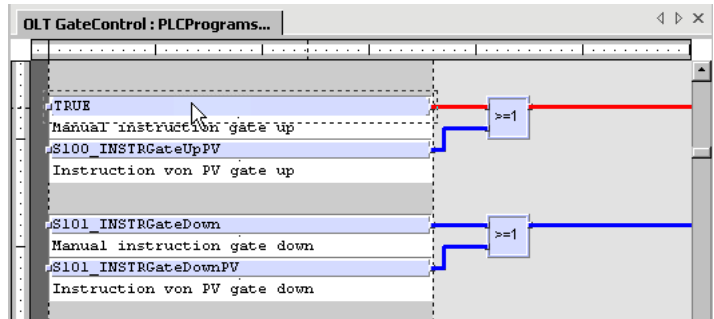 OLT GateControl : PLCPrograms...
TRUE
Manual instruction gate up
>=1
S100_INSTRGateUpPV
Instruction von PV gate up
S101_INSTRGateDown
>=1
Manual instruction gate down
S101_INSTRGateDownPV
Instruction von PV gate down